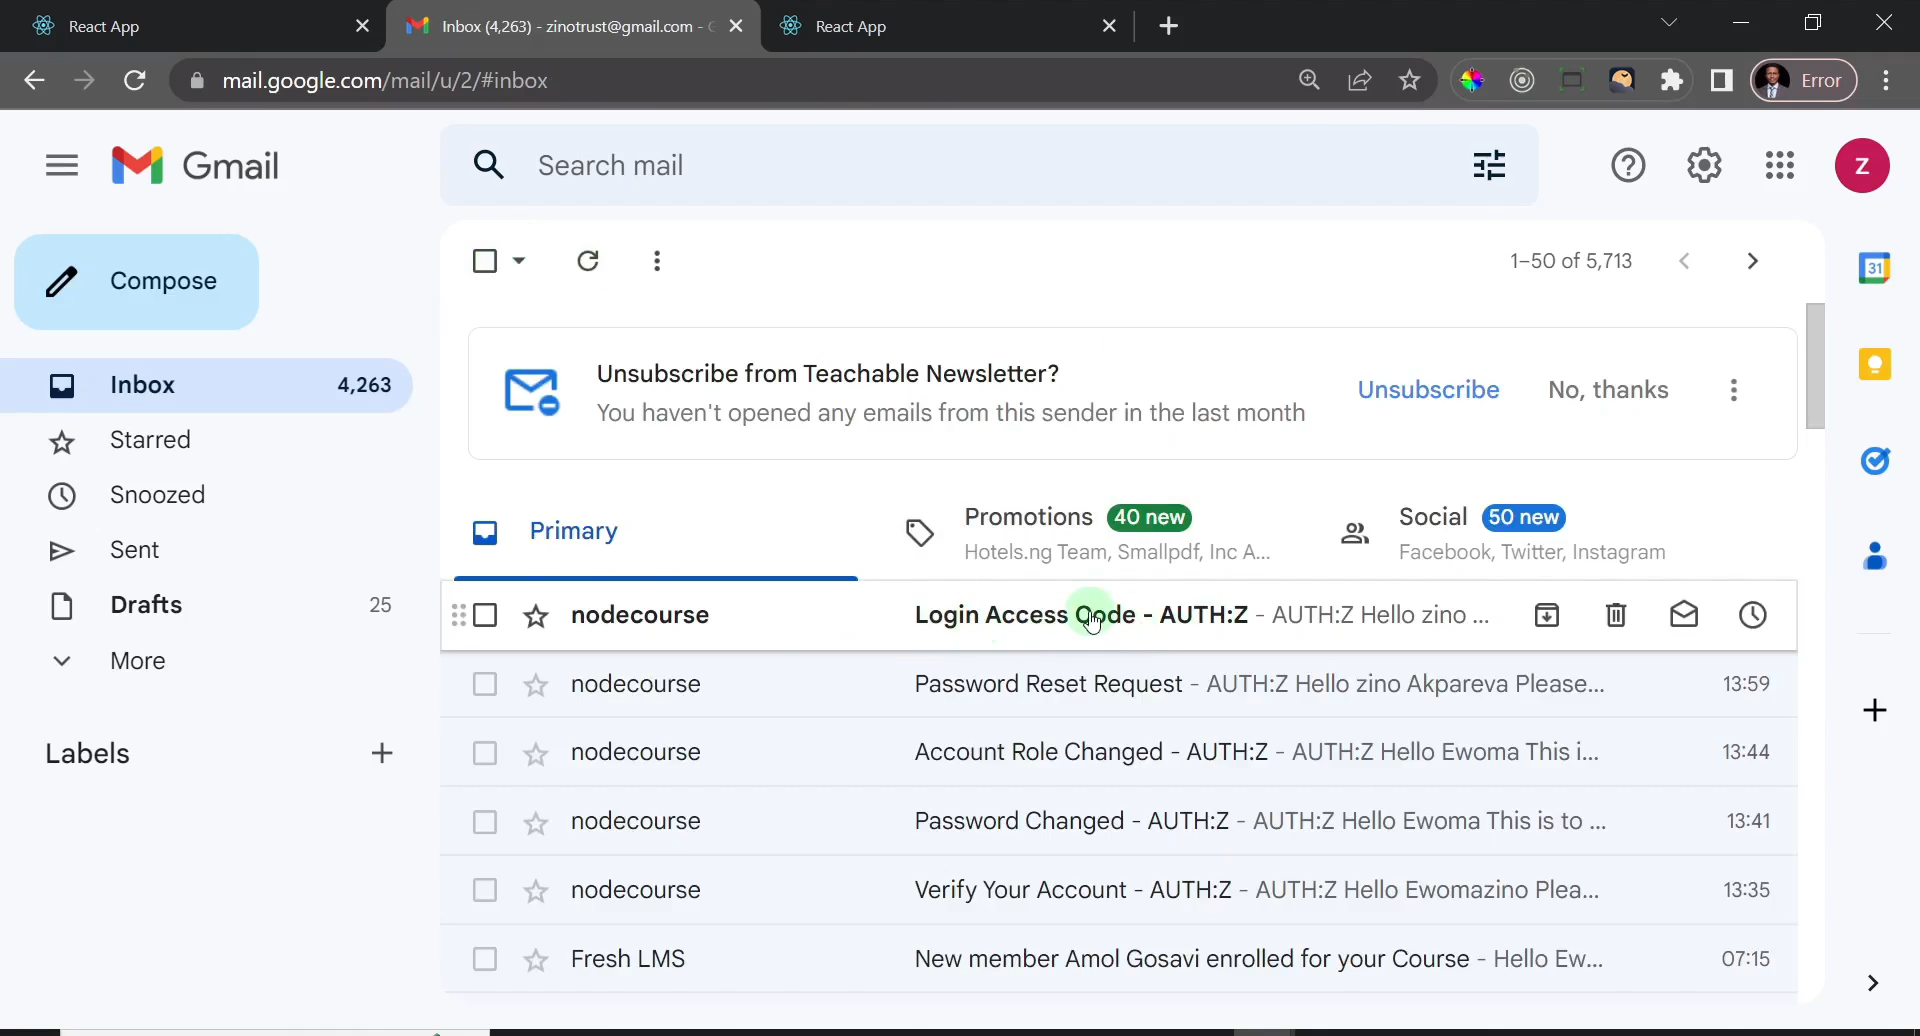 React App
Inbox (4,263) - zinotrust@gmail.com -
React App
mail.google.com/mail/u/2/#inbox
Error
Gmail
Search mail
Z
Compose
1–50 of 5,713
31
Unsubscribe from Teachable Newsletter?
You haven't opened any emails from this sender in the last month
Unsubscribe
No, thanks
Inbox 4,263
Starred
Snoozed
Sent
Drafts 25
More
Labels
Primary
Promotions 40 new
Hotels.ng Team, Smallpdf, Inc A...
Social 50 new
Facebook, Twitter, Instagram
nodecourse Login Access Code - AUTH:Z - AUTH:Z Hello zino ...
nodecourse Password Reset Request - AUTH:Z Hello zino Akpareva Please... 13:59
nodecourse Account Role Changed - AUTH:Z - AUTH:Z Hello Ewoma This i... 13:44
nodecourse Password Changed - AUTH:Z - AUTH:Z Hello Ewoma This is to ... 13:41
nodecourse Verify Your Account - AUTH:Z - AUTH:Z Hello Ewomazino Plea... 13:35
Fresh LMS New member Amol Gosavi enrolled for your Course - Hello Ew... 07:15